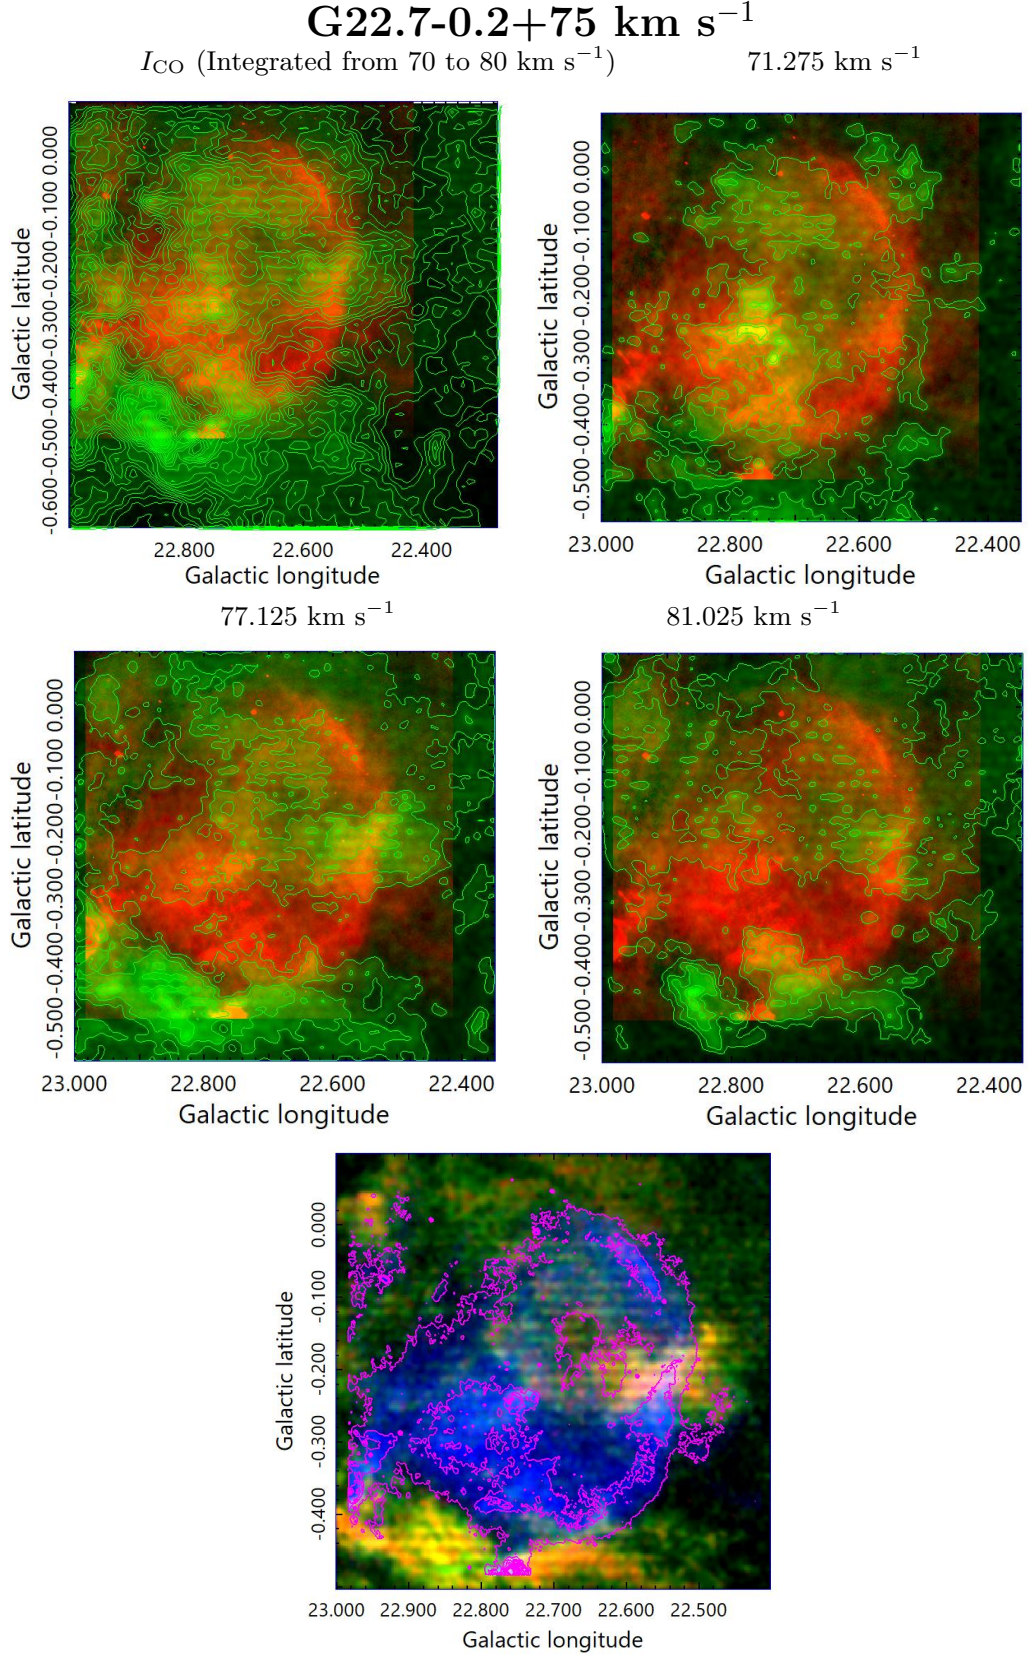 G22.7-0.2+75 km s⁻¹
I_CO (Integrated from 70 to 80 km s⁻¹)
71.275 km s⁻¹
Galactic latitude
-0.600-0.500-0.400-0.300-0.200-0.100 0.000
22.800 22.600 22.400
Galactic longitude
Galactic latitude
-0.500-0.400-0.300-0.200-0.100 0.000
23.000 22.800 22.600 22.400
Galactic longitude
77.125 km s⁻¹
81.025 km s⁻¹
Galactic latitude
-0.500-0.400-0.300-0.200-0.100 0.000
23.000 22.800 22.600 22.400
Galactic longitude
Galactic latitude
-0.500-0.400-0.300-0.200-0.100 0.000
23.000 22.800 22.600 22.400
Galactic longitude
Galactic latitude
-0.400 -0.300 -0.200 -0.100 0.000
23.000 22.900 22.800 22.700 22.600 22.500
Galactic longitude